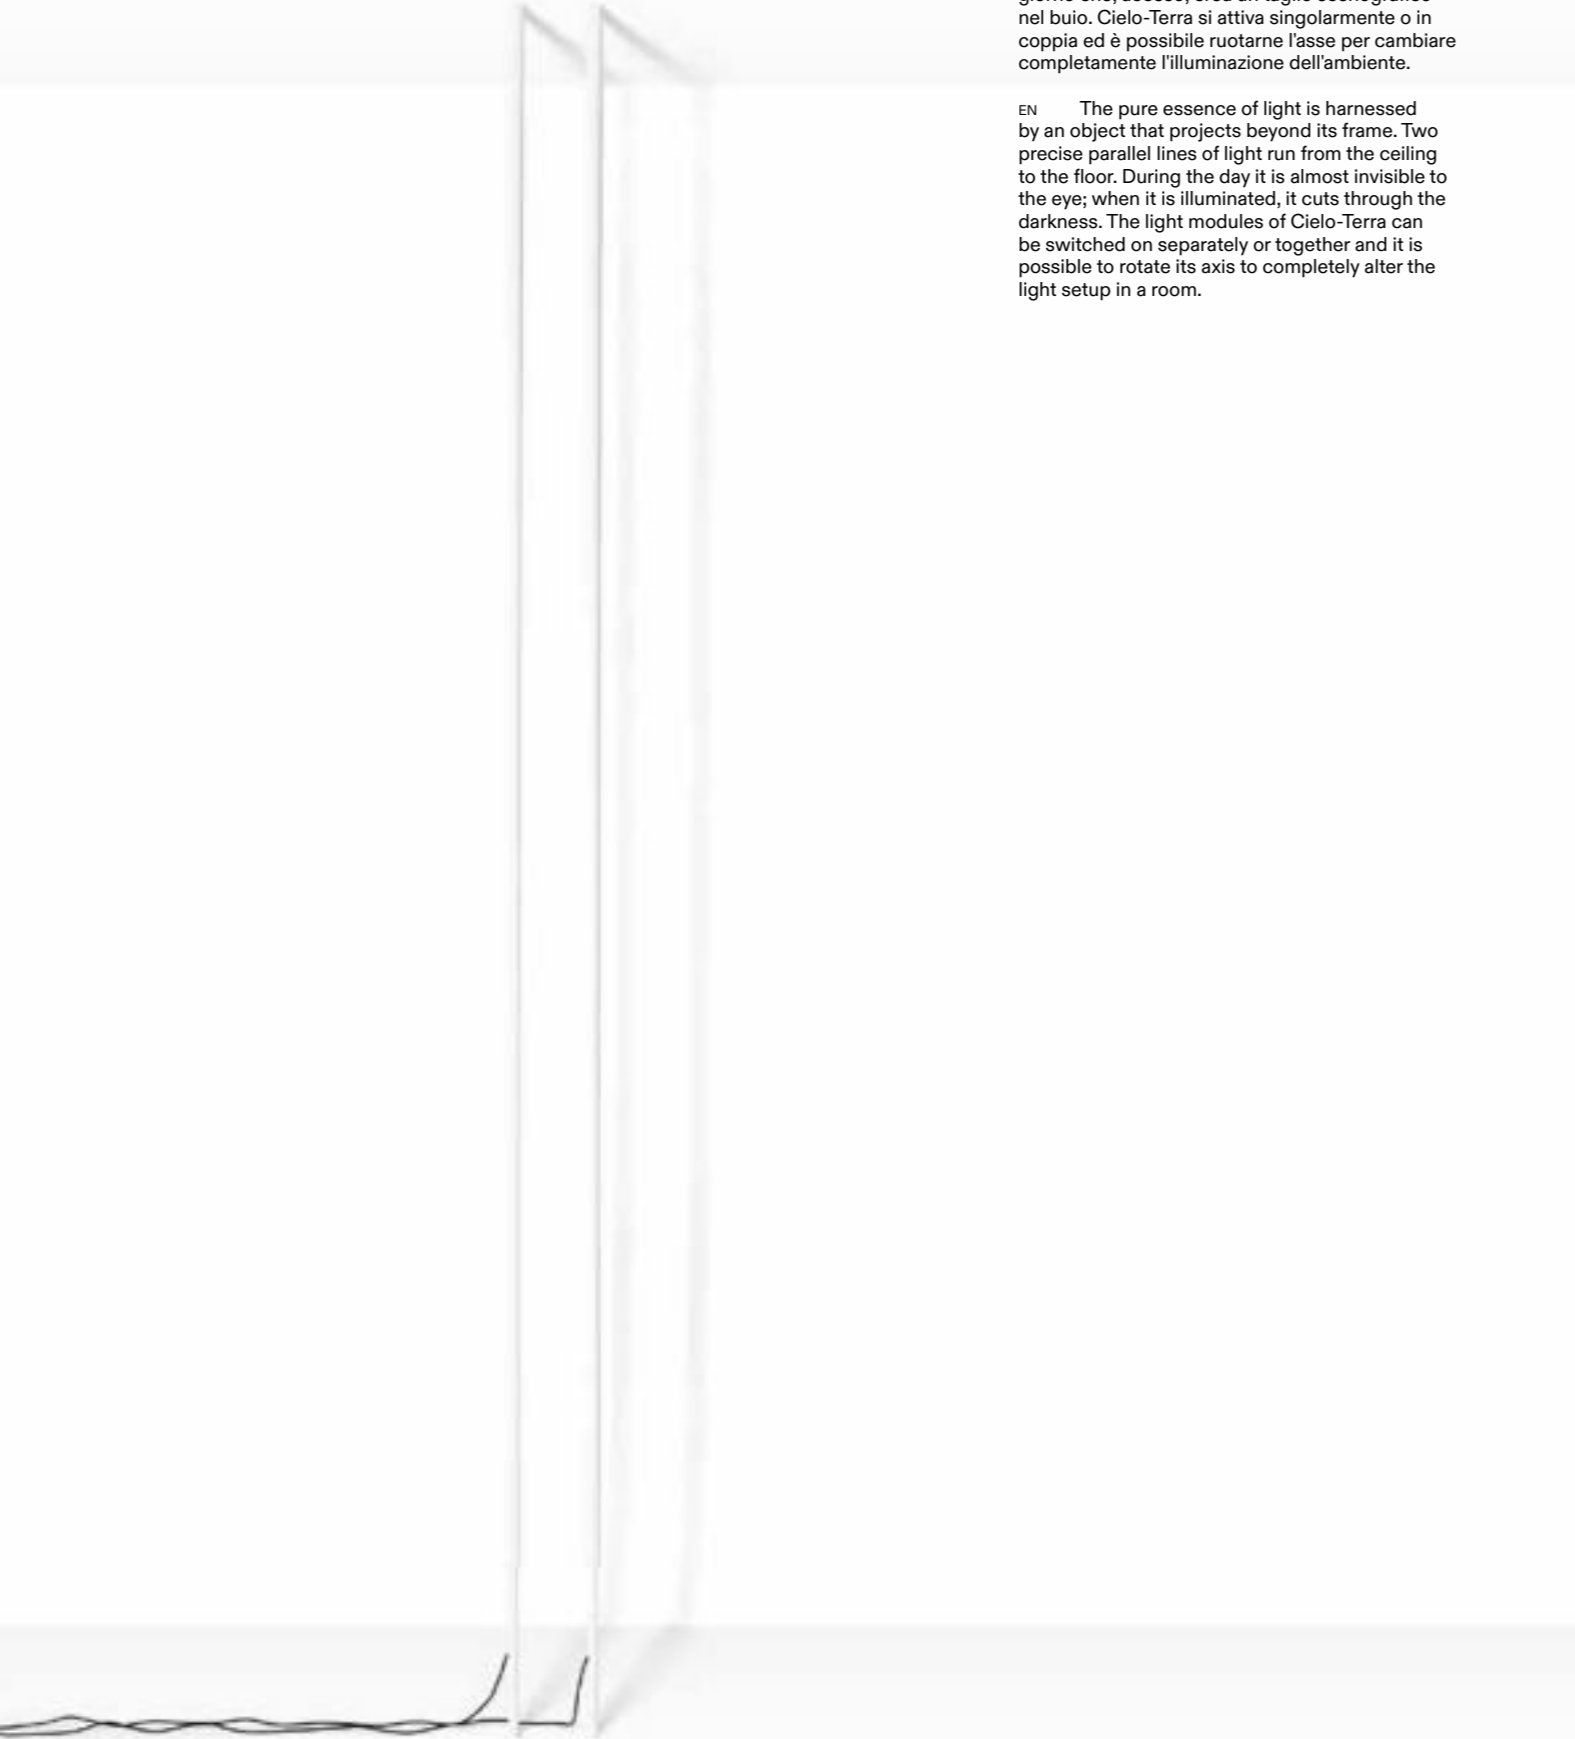 nel buio. Cielo-Terra si attiva singolarmente o in
coppia ed è possibile ruotarne l'asse per cambiare
completamente l'illuminazione dell'ambiente.
EN The pure essence of light is harnessed
by an object that projects beyond its frame. Two
precise parallel lines of light run from the ceiling
to the floor. During the day it is almost invisible to
the eye; when it is illuminated, it cuts through the
darkness. The light modules of Cielo-Terra can
be switched on separately or together and it is
possible to rotate its axis to completely alter the
light setup in a room.